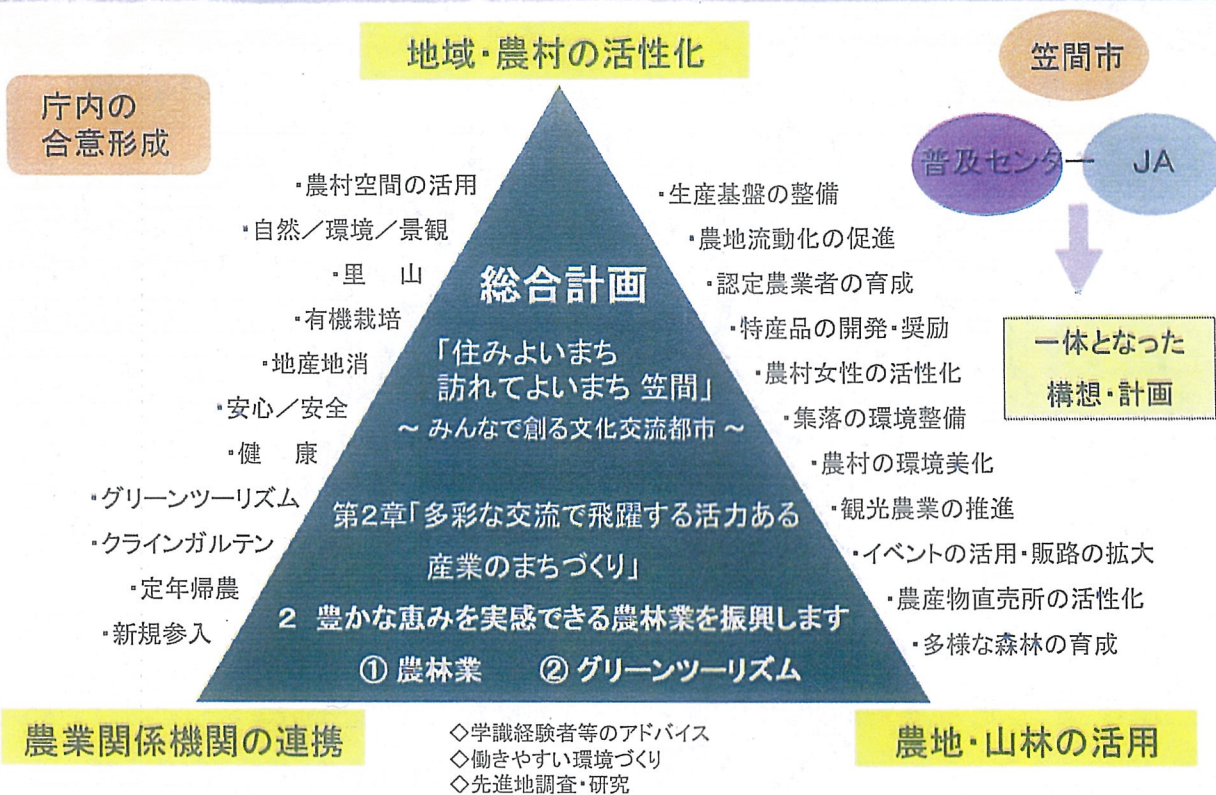 地域・農村の活性化
庁内の
合意形成
笠間市
普及センター
JA
一体となった
構想・計画
・農村空間の活用
・自然／環境／景観
・里　山
・有機栽培
・地産地消
・安心／安全
・健　康
・グリーンツーリズム
・クラインガルテン
・定年帰農
・新規参入
総合計画
「住みよいまち
訪れてよいまち 笠間」
～ みんなで創る文化交流都市 ～
第2章「多彩な交流で飛躍する活力ある
産業のまちづくり」
2　豊かな恵みを実感できる農林業を振興します
① 農林業　② グリーンツーリズム
・生産基盤の整備
・農地流動化の促進
・認定農業者の育成
・特産品の開発・奨励
・農村女性の活性化
・集落の環境整備
・農村の環境美化
・観光農業の推進
・イベントの活用・販路の拡大
・農産物直売所の活性化
・多様な森林の育成
農業関係機関の連携
◇学識経験者等のアドバイス
◇働きやすい環境づくり
◇先進地調査・研究
農地・山林の活用